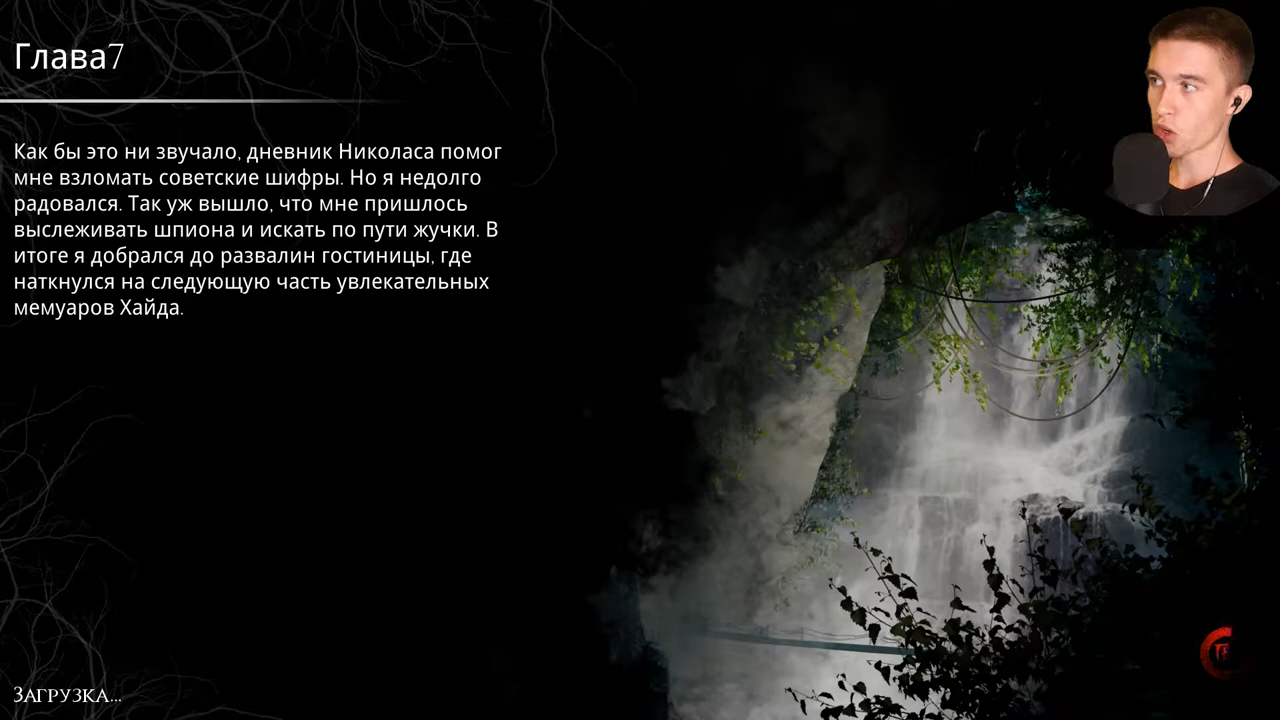 Глава7
Как бы это ни звучало, дневник Николаса помог
мне взломать советские шифры. Но я недолго
радовался. Так уж вышло, что мне пришлось
выслеживать шпиона и искать по пути жучки. В
итоге я добрался до развалин гостиницы, где
наткнулся на следующую часть увлекательных
мемуаров Хайда.
Загрузка...